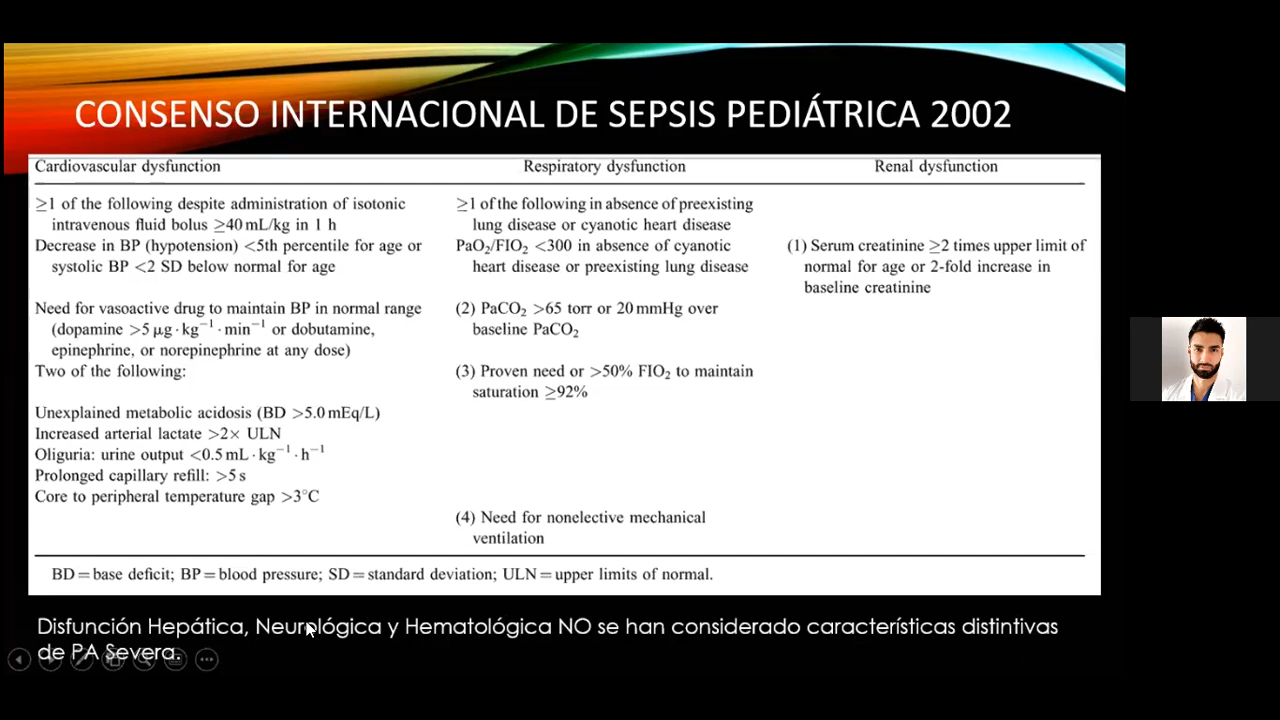 CONSENSO INTERNACIONAL DE SEPSIS PEDIÁTRICA 2002
Cardiovascular dysfunction
≥1 of the following despite administration of isotonic
intravenous fluid bolus ≥40 mL/kg in 1 h
Decrease in BP (hypotension) <5th percentile for age or
systolic BP <2 SD below normal for age
Need for vasoactive drug to maintain BP in normal range
(dopamine >5 μg·kg⁻¹·min⁻¹ or dobutamine,
epinephrine, or norepinephrine at any dose)
Two of the following:
Unexplained metabolic acidosis (BD >5.0 mEq/L)
Increased arterial lactate >2× ULN
Oliguria: urine output <0.5 mL·kg⁻¹·h⁻¹
Prolonged capillary refill: >5 s
Core to peripheral temperature gap >3°C
Respiratory dysfunction
≥1 of the following in absence of preexisting
lung disease or cyanotic heart disease
PaO₂/FIO₂ <300 in absence of cyanotic
heart disease or preexisting lung disease
(2) PaCO₂ >65 torr or 20 mmHg over
baseline PaCO₂
(3) Proven need or >50% FIO₂ to maintain
saturation ≥92%
(4) Need for nonelective mechanical
ventilation
Renal dysfunction
(1) Serum creatinine ≥2 times upper limit of
normal for age or 2-fold increase in
baseline creatinine
BD = base deficit; BP = blood pressure; SD = standard deviation; ULN = upper limits of normal.
Disfunción Hepática, Neurológica y Hematológica NO se han considerado características distintivas
de PA Severa.